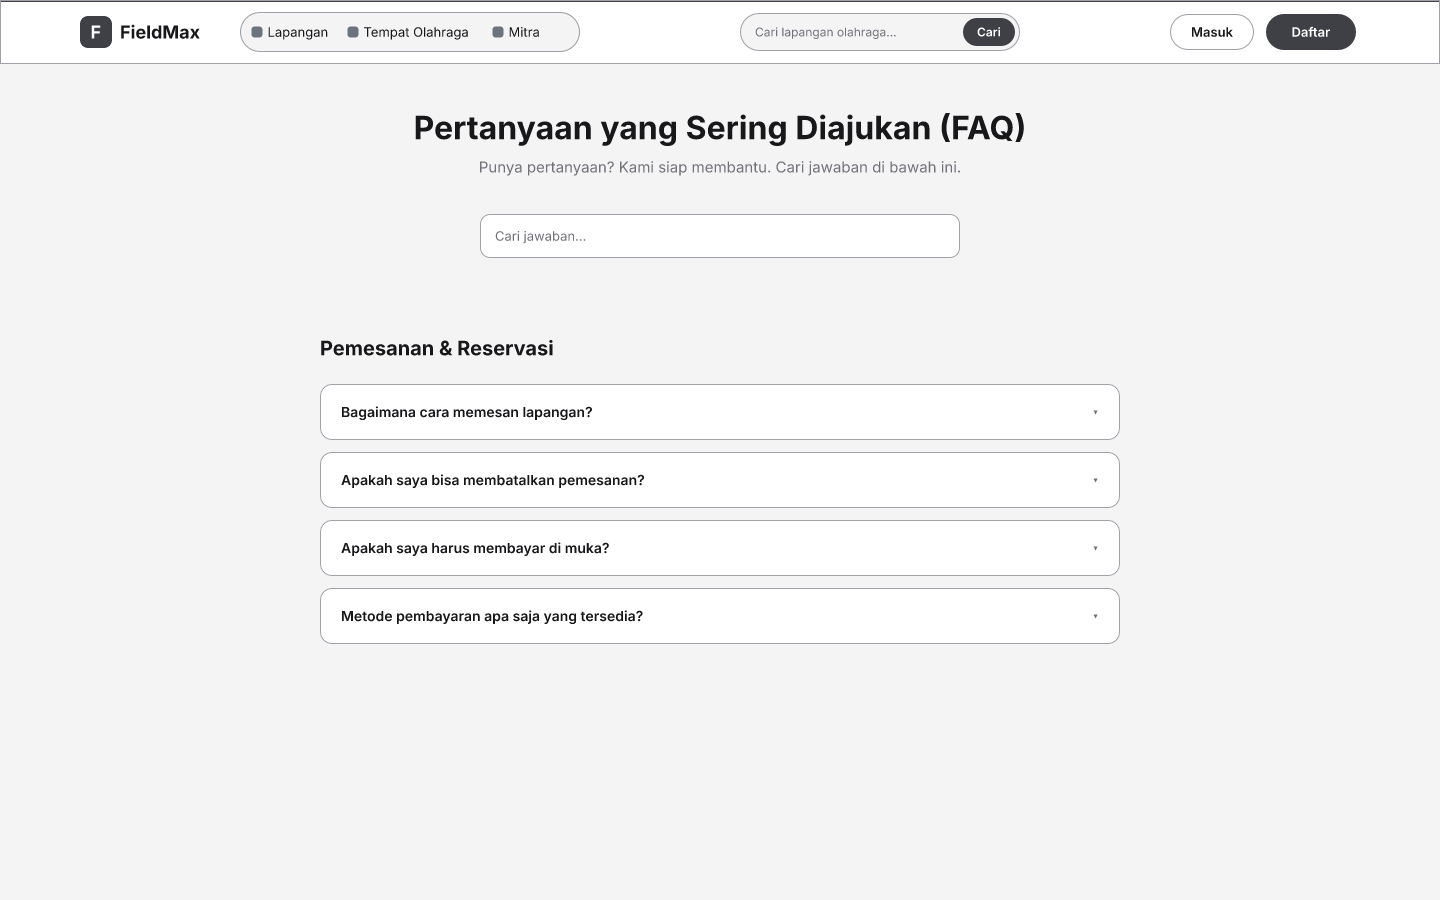 F FieldMax
Lapangan Tempat Olahraga Mitra
Cari lapangan olahraga...
Cari
Masuk
Daftar
Pertanyaan yang Sering Diajukan (FAQ)
Punya pertanyaan? Kami siap membantu. Cari jawaban di bawah ini.
Cari jawaban...
Pemesanan & Reservasi
Bagaimana cara memesan lapangan?
Apakah saya bisa membatalkan pemesanan?
Apakah saya harus membayar di muka?
Metode pembayaran apa saja yang tersedia?